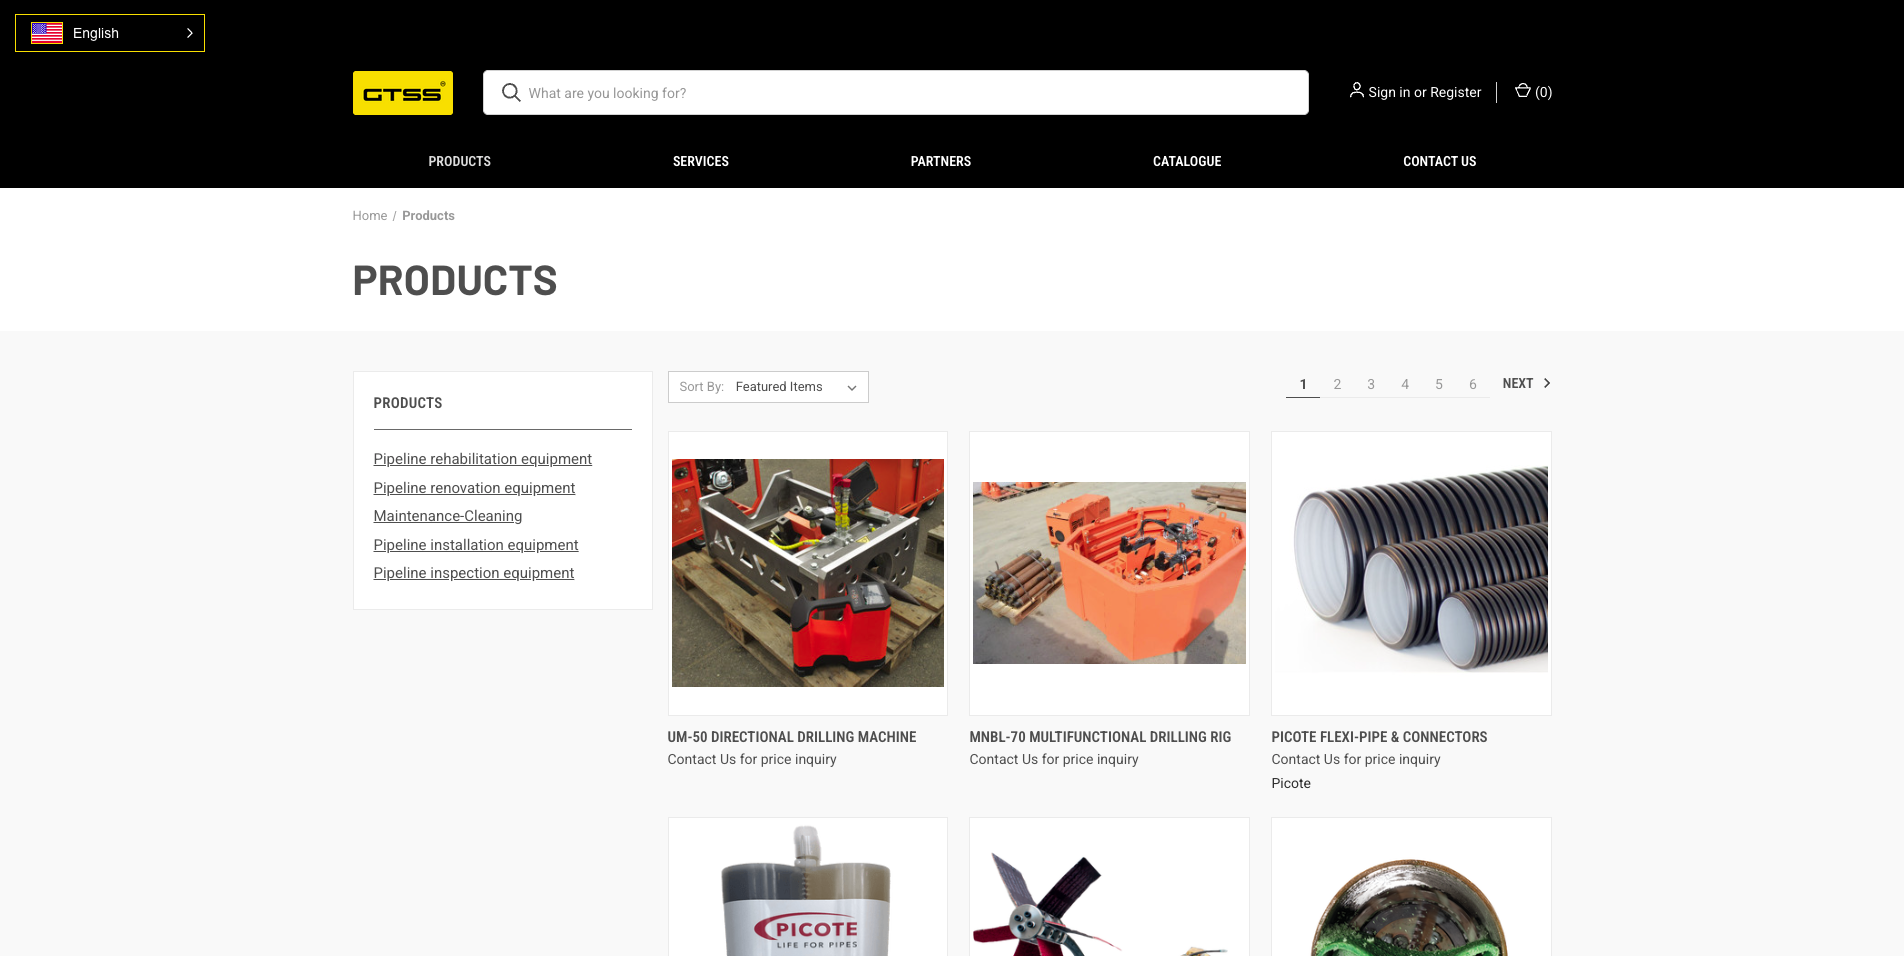 English
GTSS®
What are you looking for?
Sign in or Register
(0)
PRODUCTS
SERVICES
PARTNERS
CATALOGUE
CONTACT US
Home / Products
PRODUCTS
PRODUCTS
Pipeline rehabilitation equipment
Pipeline renovation equipment
Maintenance-Cleaning
Pipeline installation equipment
Pipeline inspection equipment
Sort By: Featured Items
1 2 3 4 5 6 NEXT
UM-50 DIRECTIONAL DRILLING MACHINE
Contact Us for price inquiry
MNBL-70 MULTIFUNCTIONAL DRILLING RIG
Contact Us for price inquiry
PICOTE FLEXI-PIPE & CONNECTORS
Contact Us for price inquiry
Picote
PICOTE
LIFE FOR PIPES